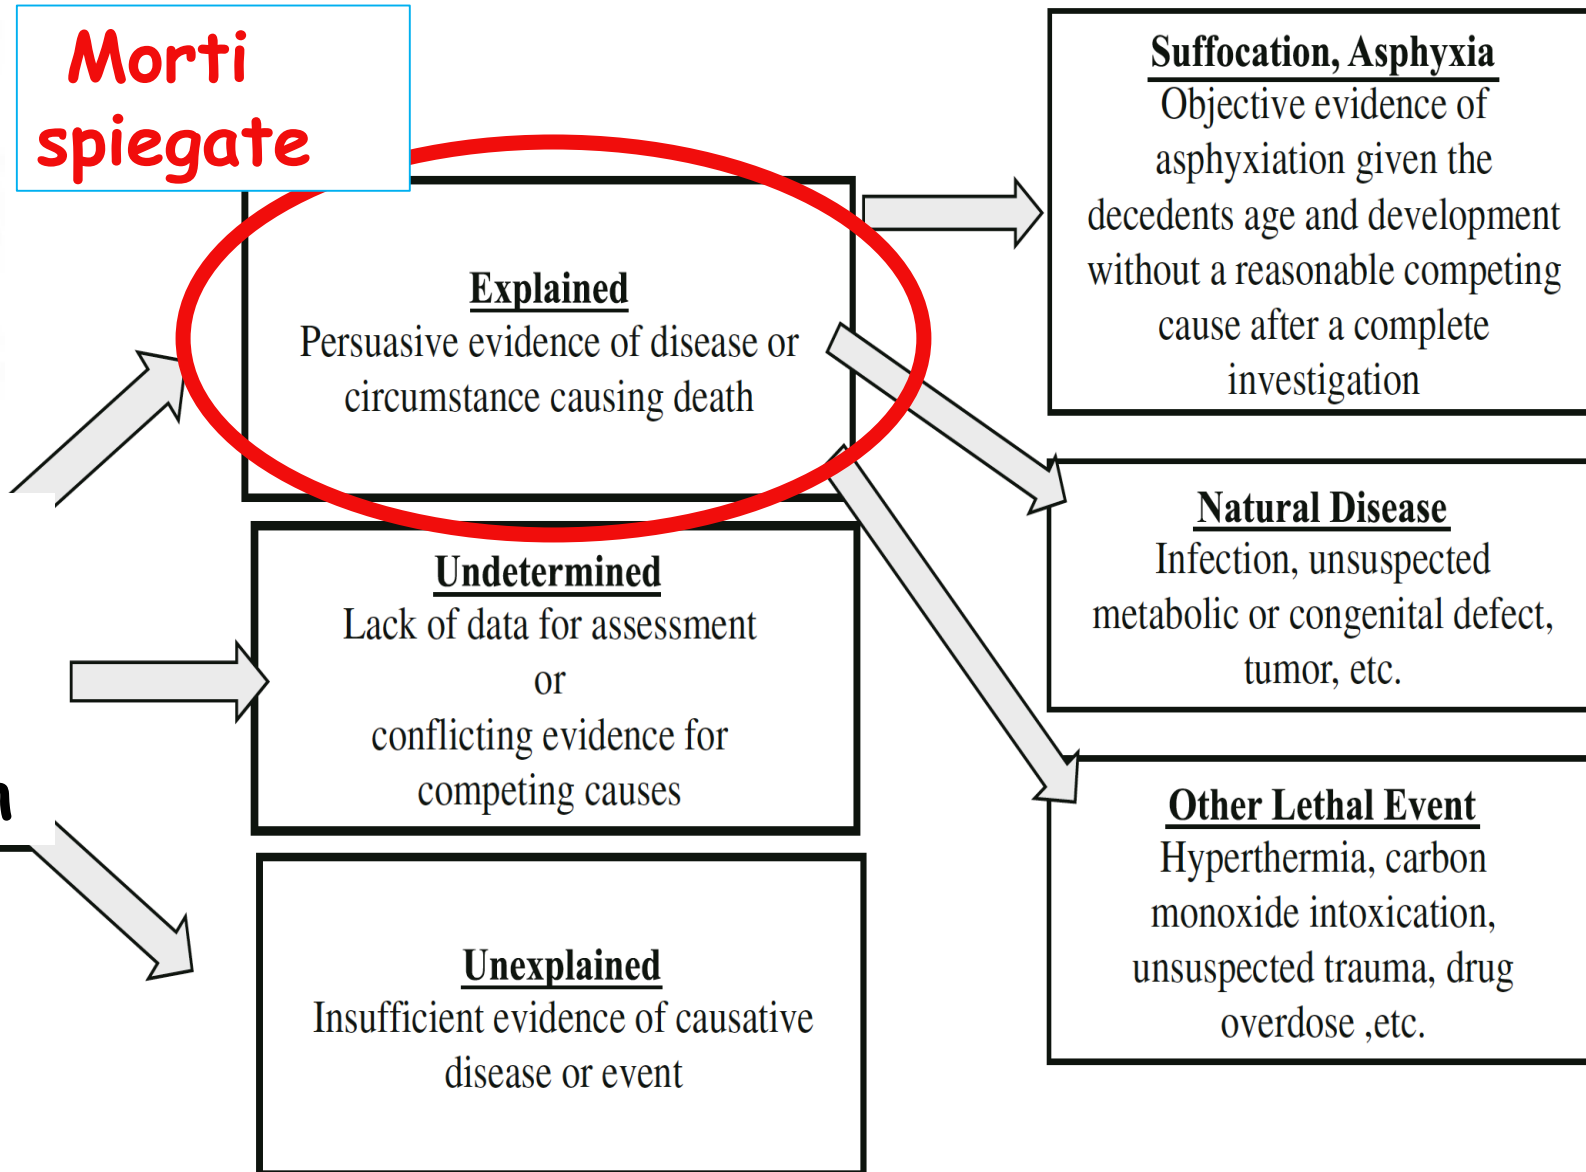 Morti
spiegate
Explained
Persuasive evidence of disease or
circumstance causing death
Undetermined
Lack of data for assessment
or
conflicting evidence for
competing causes
Unexplained
Insufficient evidence of causative
disease or event
Suffocation, Asphyxia
Objective evidence of
asphyxiation given the
decedents age and development
without a reasonable competing
cause after a complete
investigation
Natural Disease
Infection, unsuspected
metabolic or congenital defect,
tumor, etc.
Other Lethal Event
Hyperthermia, carbon
monoxide intoxication,
unsuspected trauma, drug
overdose ,etc.